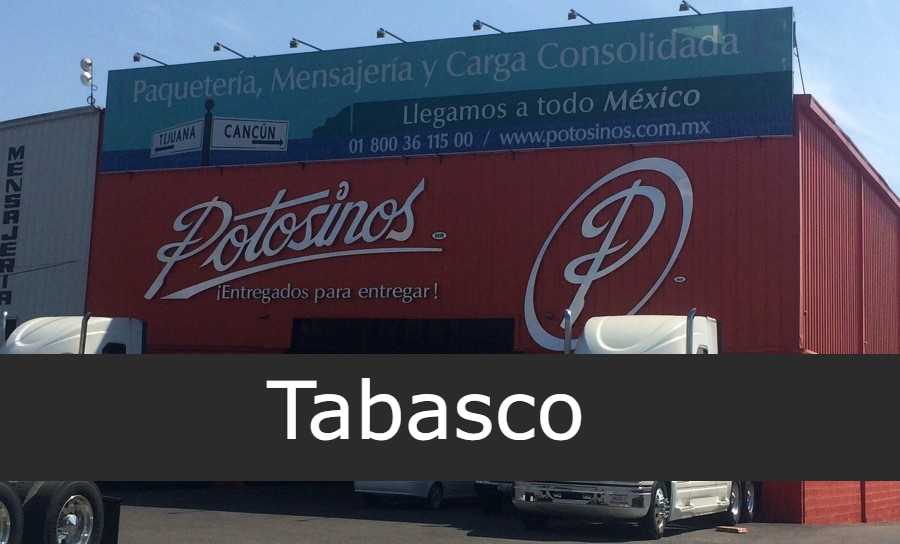 Paquetería, Mensajería y Carga Consolidada
Llegamos a todo México
TIJUANA
CANCÚN
01 800 36 115 00 / www.potosinos.com.mx
MENSAJERIA
Potosinos
¡Entregados para entregar!
P
Tabasco